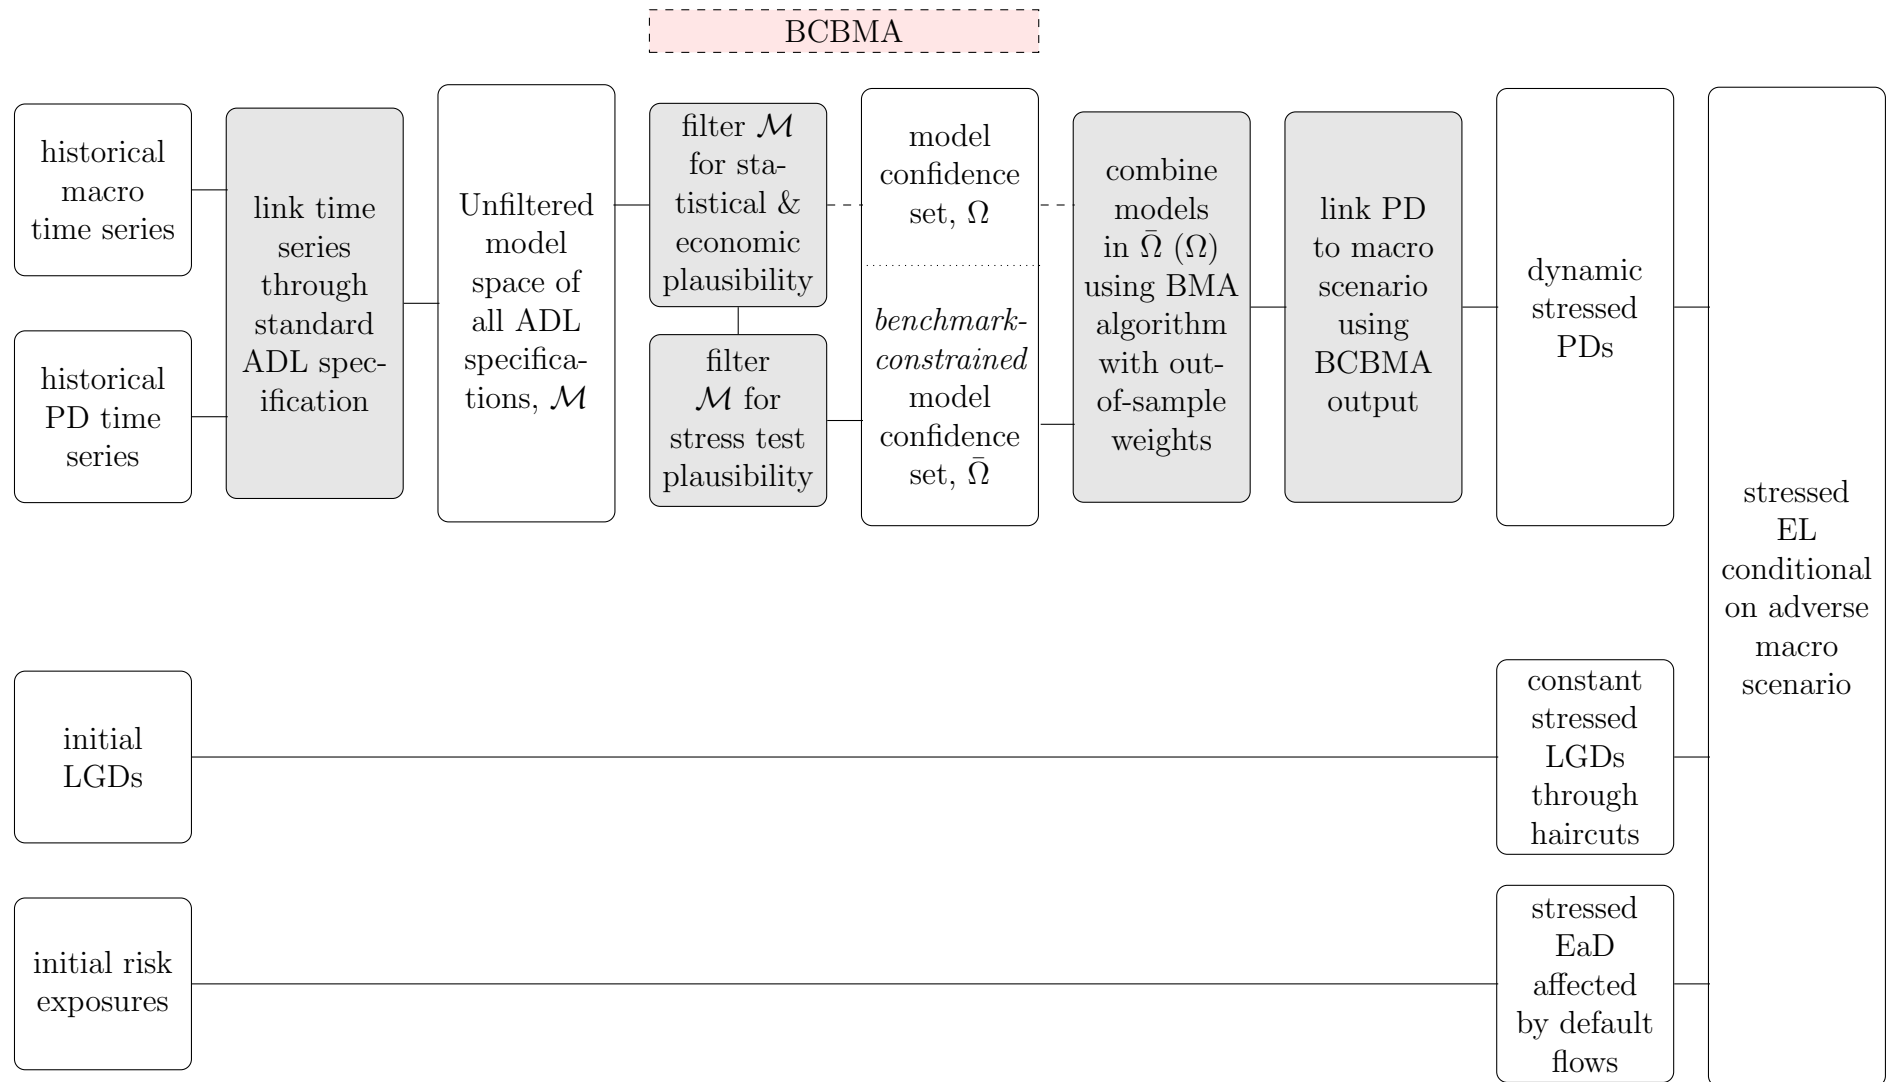 BCBMA
historical
macro
time series
historical
PD time
series
link time
series
through
standard
ADL spec-
ification
Unfiltered
model
space of
all ADL
specifica-
tions, ℳ
filter ℳ
for sta-
tistical &
economic
plausibility
filter
ℳ for
stress test
plausibility
model
confidence
set, Ω
benchmark-
constrained
model
confidence
set, Ω̄
combine
models
in Ω̄ (Ω)
using BMA
algorithm
with out-
of-sample
weights
link PD
to macro
scenario
using
BCBMA
output
dynamic
stressed
PDs
stressed
EL
conditional
on adverse
macro
scenario
initial
LGDs
constant
stressed
LGDs
through
haircuts
initial risk
exposures
stressed
EaD
affected
by default
flows